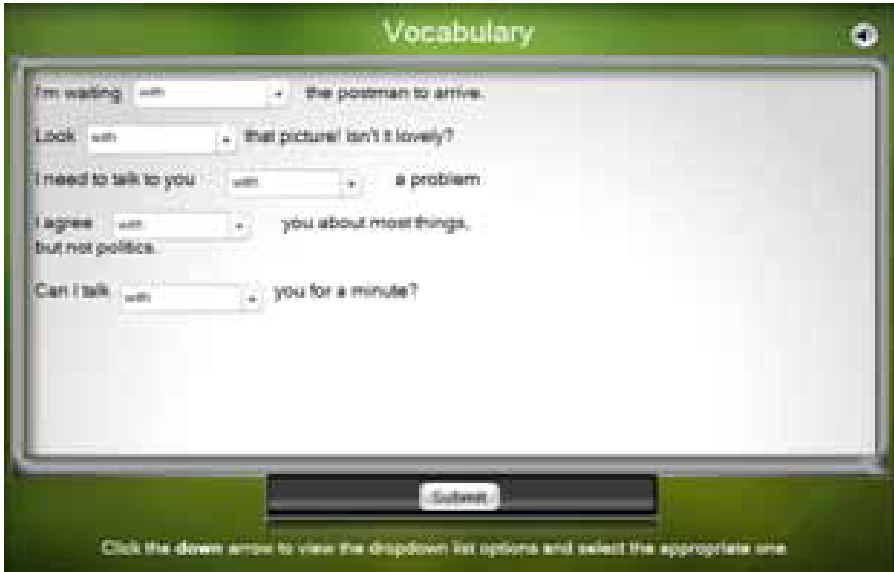 Vocabulary
I'm waiting with the postman to arrive.
Look with that picture! Isn't it lovely?
I need to talk to you with a problem
I agree with you about most things,
but not politics.
Can I talk with you for a minute?
Submit
Click the down arrow to view the dropdown list options and select the appropriate one